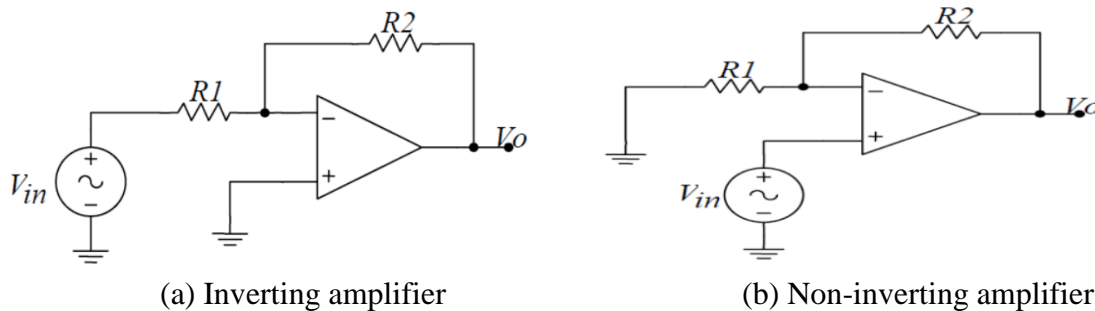 R2
R1
−
+
Vo
+
−
Vin
(a) Inverting amplifier
R2
R1
−
+
Vo
+
−
Vin
(b) Non-inverting amplifier